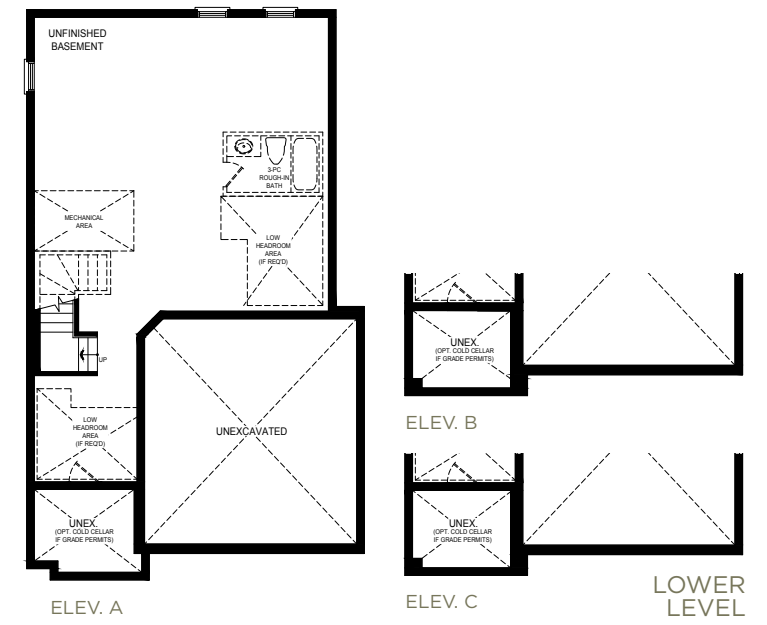 UNFINISHED
BASEMENT
3-PC
ROUGH-IN
BATH
MECHANICAL
AREA
LOW
HEADROOM
AREA
(IF REQ'D)
UP
LOW
HEADROOM
AREA
(IF REQ'D)
UNEXCAVATED
UNEX.
(OPT. COLD CELLAR
IF GRADE PERMITS)
ELEV. A
UNEX.
(OPT. COLD CELLAR
IF GRADE PERMITS)
ELEV. B
UNEX.
(OPT. COLD CELLAR
IF GRADE PERMITS)
ELEV. C
LOWER
LEVEL